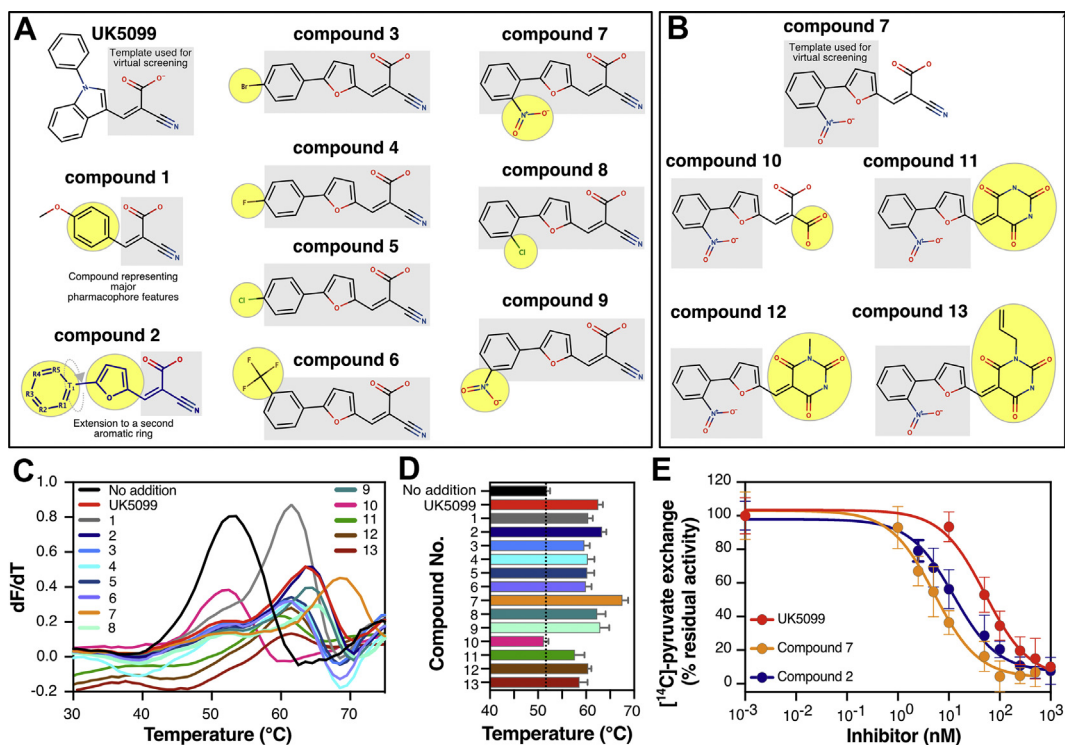 A
UK5099
Template used for
virtual screening
N
O
O⁻
N
compound 1
O
O
O
N
Compound representing
major
pharmacophore features
compound 2
R4
R5
R3
R2
R1
T1
O
O
O
N
Extension to a second
aromatic ring
compound 3
Br
O
O
O
N
compound 4
F
O
O
O
N
compound 5
Cl
O
O
O
N
compound 6
F
F
F
O
O
O
N
compound 7
O
O
O
N
N⁺
O⁻
O
compound 8
O
O
O
N
Cl
compound 9
O
O
O
N
O
N⁺
O⁻
B
compound 7
Template used for
virtual screening
O
O
O
N
N⁺
O⁻
O
compound 10
O
O
O
O
O
N⁺
O⁻
O
compound 11
O
N
O
N
O
O
N⁺
O⁻
O
compound 12
O
N
O
N
O
O
N⁺
O⁻
O
compound 13
O
N
O
N
O
O
N⁺
O⁻
O
C
1.0
0.8
0.6
0.4
0.2
0.0
-0.2
dF/dT
No addition
UK5099
1
2
3
4
5
6
7
8
9
10
11
12
13
30 40 50 60 70
Temperature (°C)
D
Compound No.
No addition
UK5099
1
2
3
4
5
6
7
8
9
10
11
12
13
40 50 60 70
Temperature (°C)
E
[¹⁴C]-pyruvate exchange
(% residual activity)
120
100
80
60
40
20
0
UK5099
Compound 7
Compound 2
10⁻³ 10⁻² 10⁻¹ 10⁰ 10¹ 10² 10³
Inhibitor (nM)